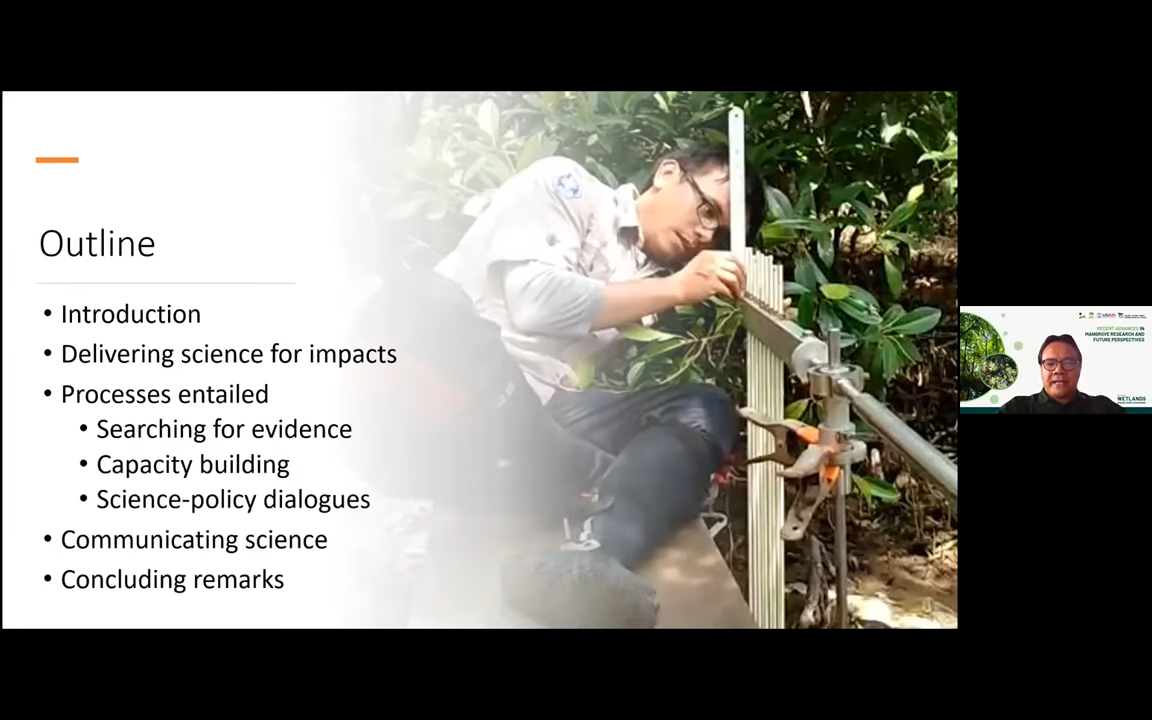 Outline
• Introduction
• Delivering science for impacts
• Processes entailed
• Searching for evidence
• Capacity building
• Science-policy dialogues
• Communicating science
• Concluding remarks
USAID
RECENT ADVANCES IN
MANGROVE RESEARCH AND
FUTURE PERSPECTIVES
WETLANDS